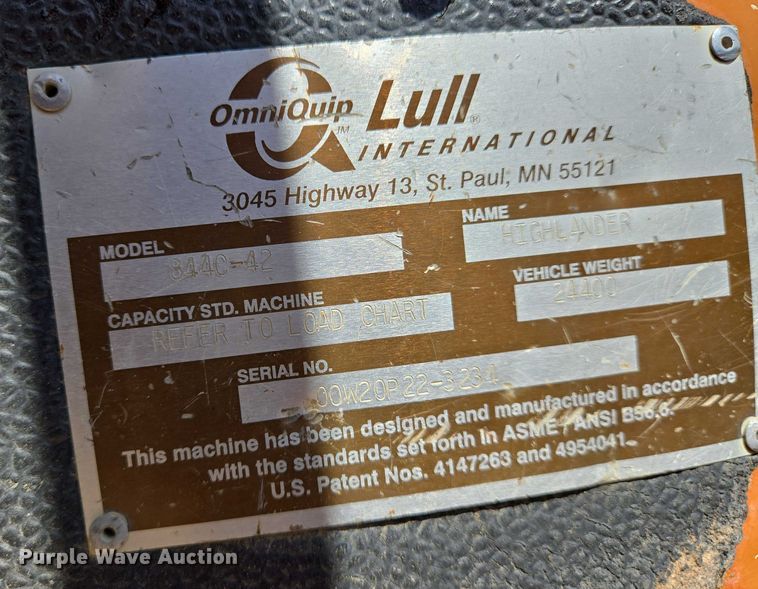 OmniQuip TM
Lull ®
INTERNATIONAL
3045 Highway 13, St. Paul, MN 55121
MODEL
844C-42
NAME
HIGHLANDER
CAPACITY STD. MACHINE
REFER TO LOAD CHART
VEHICLE WEIGHT
24400
SERIAL NO.
00W20P22-3234
This machine has been designed and manufactured in accordance
with the standards set forth in ASME / ANSI B56.6.
U.S. Patent Nos. 4147263 and 4954041.
Purple Wave Auction